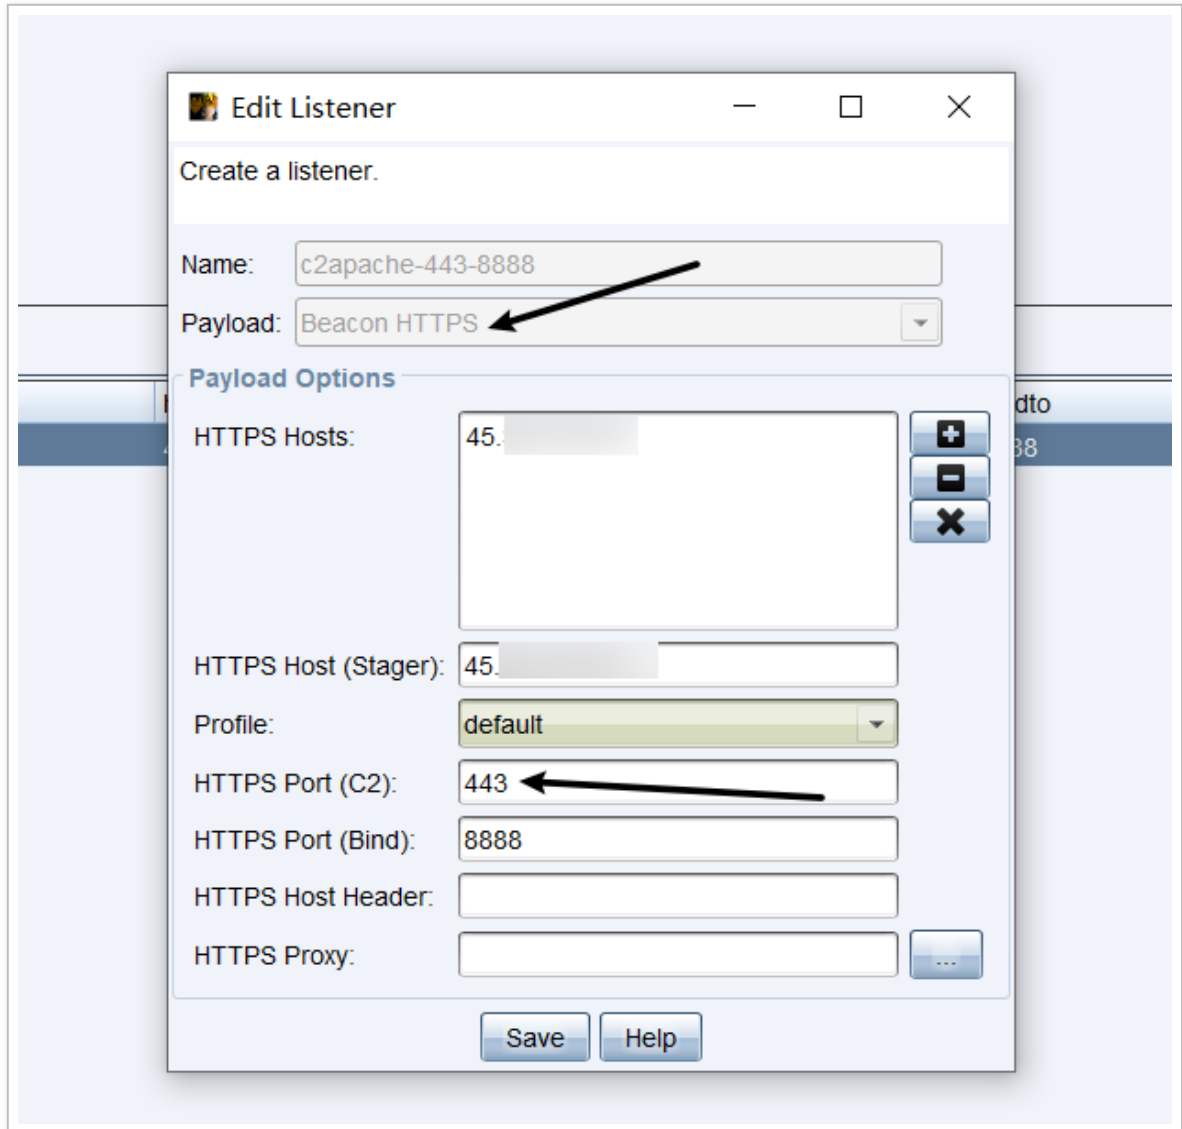 Edit Listener
Create a listener.
Name: c2apache-443-8888
Payload: Beacon HTTPS
Payload Options
dto
HTTPS Hosts: 45.
38
HTTPS Host (Stager): 45.
Profile: default
HTTPS Port (C2): 443
HTTPS Port (Bind): 8888
HTTPS Host Header:
HTTPS Proxy:
...
Save Help